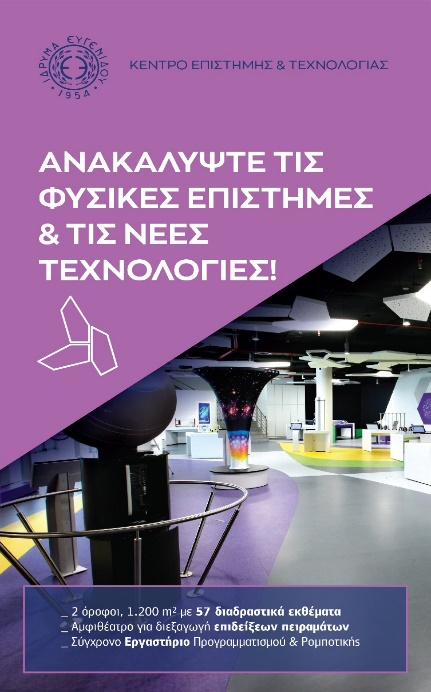 ΙΔΡΥΜΑ ΕΥΓΕΝΙΔΟΥ
· 1954 ·
ΚΕΝΤΡΟ ΕΠΙΣΤΗΜΗΣ & ΤΕΧΝΟΛΟΓΙΑΣ
ΑΝΑΚΑΛΥΨΤΕ ΤΙΣ
ΦΥΣΙΚΕΣ ΕΠΙΣΤΗΜΕΣ
& ΤΙΣ ΝΕΕΣ
ΤΕΧΝΟΛΟΓΙΕΣ!
_ 2 όροφοι, 1.200 m² με 57 διαδραστικά εκθέματα
_ Αμφιθέατρο για διεξαγωγή επιδείξεων πειραμάτων
_ Σύγχρονο Εργαστήριο Προγραμματισμού & Ρομποτικής